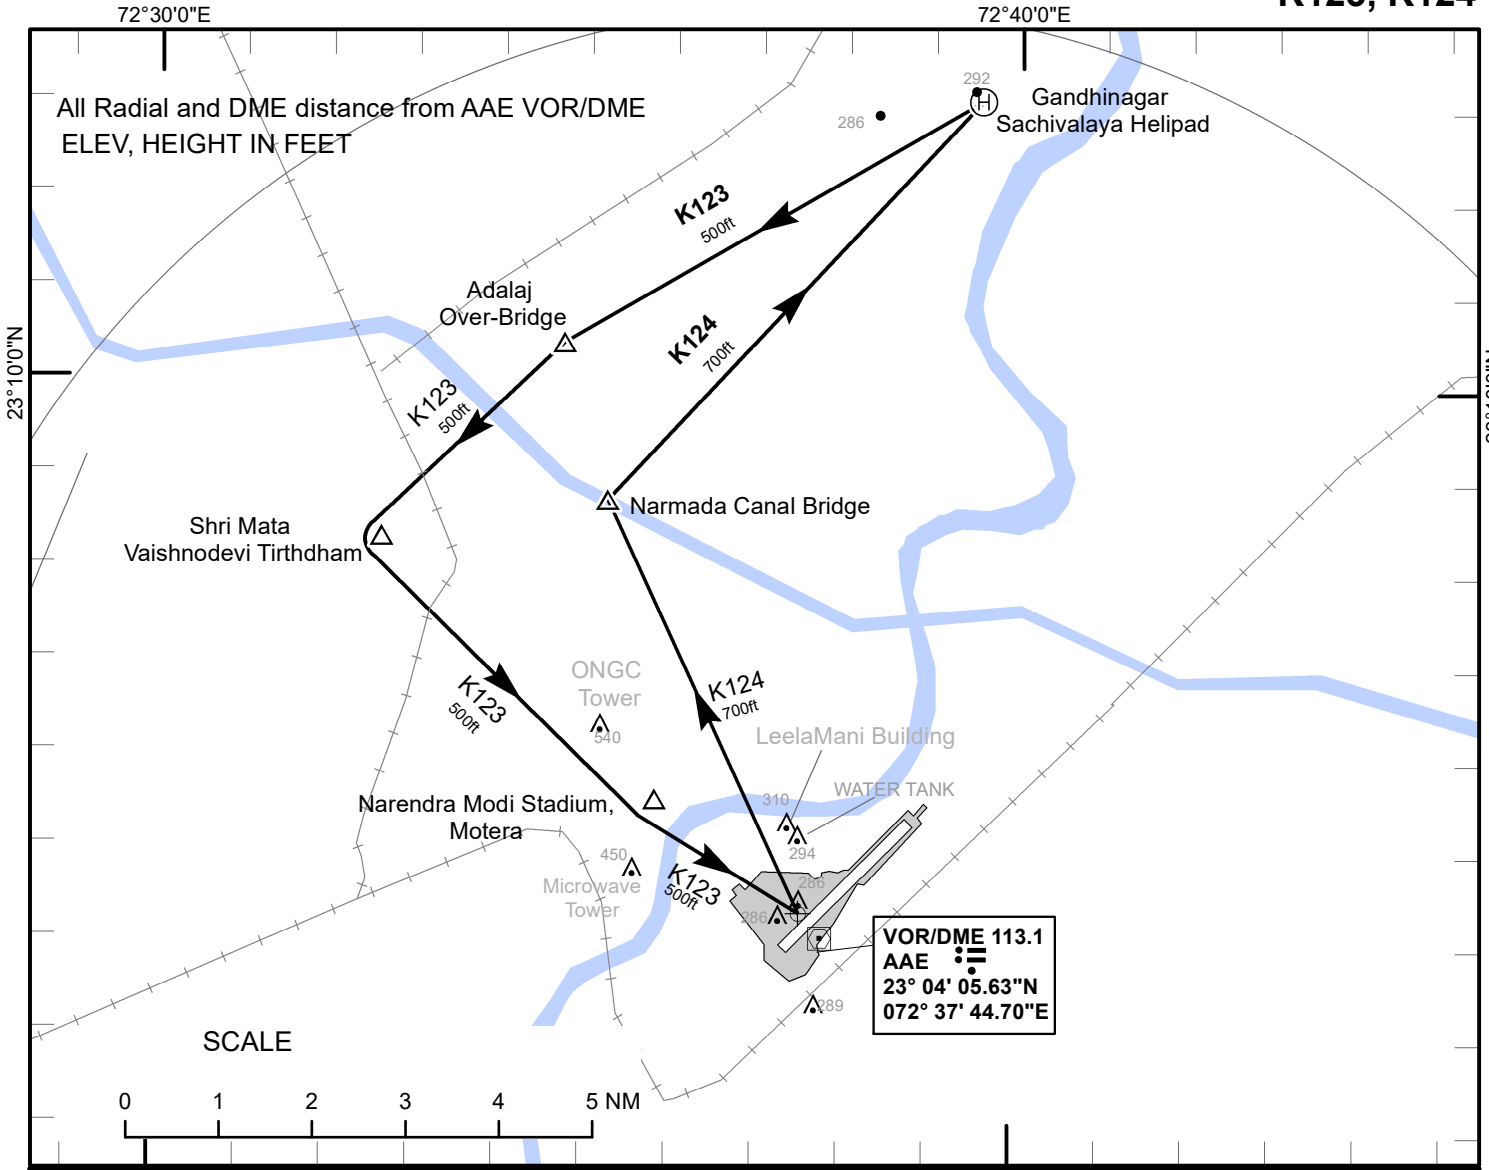 72°30'0"E
72°40'0"E
K123, K124
All Radial and DME distance from AAE VOR/DME
ELEV, HEIGHT IN FEET
292
H
Gandhinagar
Sachivalaya Helipad
286
K123
500ft
Adalaj
Over-Bridge
K124
700ft
23°10'0"N
K123
500ft
Narmada Canal Bridge
Shri Mata
Vaishnodevi Tirthdham
ONGC
Tower
540
K123
500ft
K124
700ft
LeelaMani Building
WATER TANK
310
294
Narendra Modi Stadium,
Motera
450
Microwave
Tower
K123
500ft
286
286
VOR/DME 113.1
AAE
23° 04' 05.63"N
072° 37' 44.70"E
289
SCALE
0 1 2 3 4 5 NM